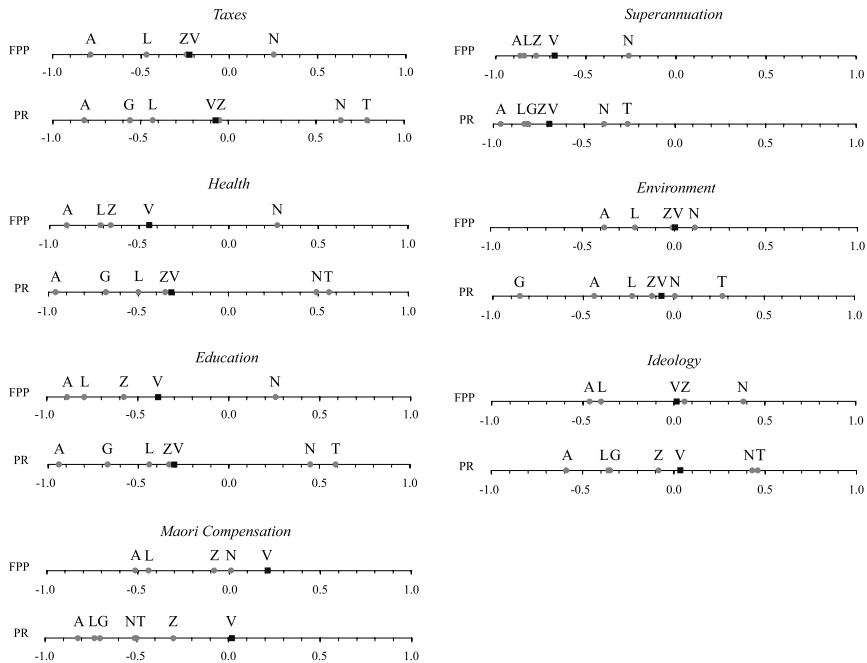 Taxes
A L ZV N
FPP
-1.0 -0.5 0.0 0.5 1.0
A G L VZ N T
PR
-1.0 -0.5 0.0 0.5 1.0
Health
A L Z V N
FPP
-1.0 -0.5 0.0 0.5 1.0
A G L ZV NT
PR
-1.0 -0.5 0.0 0.5 1.0
Education
A L Z V N
FPP
-1.0 -0.5 0.0 0.5 1.0
A G L ZV N T
PR
-1.0 -0.5 0.0 0.5 1.0
Maori Compensation
A L Z N V
FPP
-1.0 -0.5 0.0 0.5 1.0
A LG NT Z V
PR
-1.0 -0.5 0.0 0.5 1.0
Superannuation
ALZ V N
FPP
-1.0 -0.5 0.0 0.5 1.0
A LGZV N T
PR
-1.0 -0.5 0.0 0.5 1.0
Environment
A L ZV N
FPP
-1.0 -0.5 0.0 0.5 1.0
G A L ZV N T
PR
-1.0 -0.5 0.0 0.5 1.0
Ideology
A L VZ N
FPP
-1.0 -0.5 0.0 0.5 1.0
A LG Z V NT
PR
-1.0 -0.5 0.0 0.5 1.0